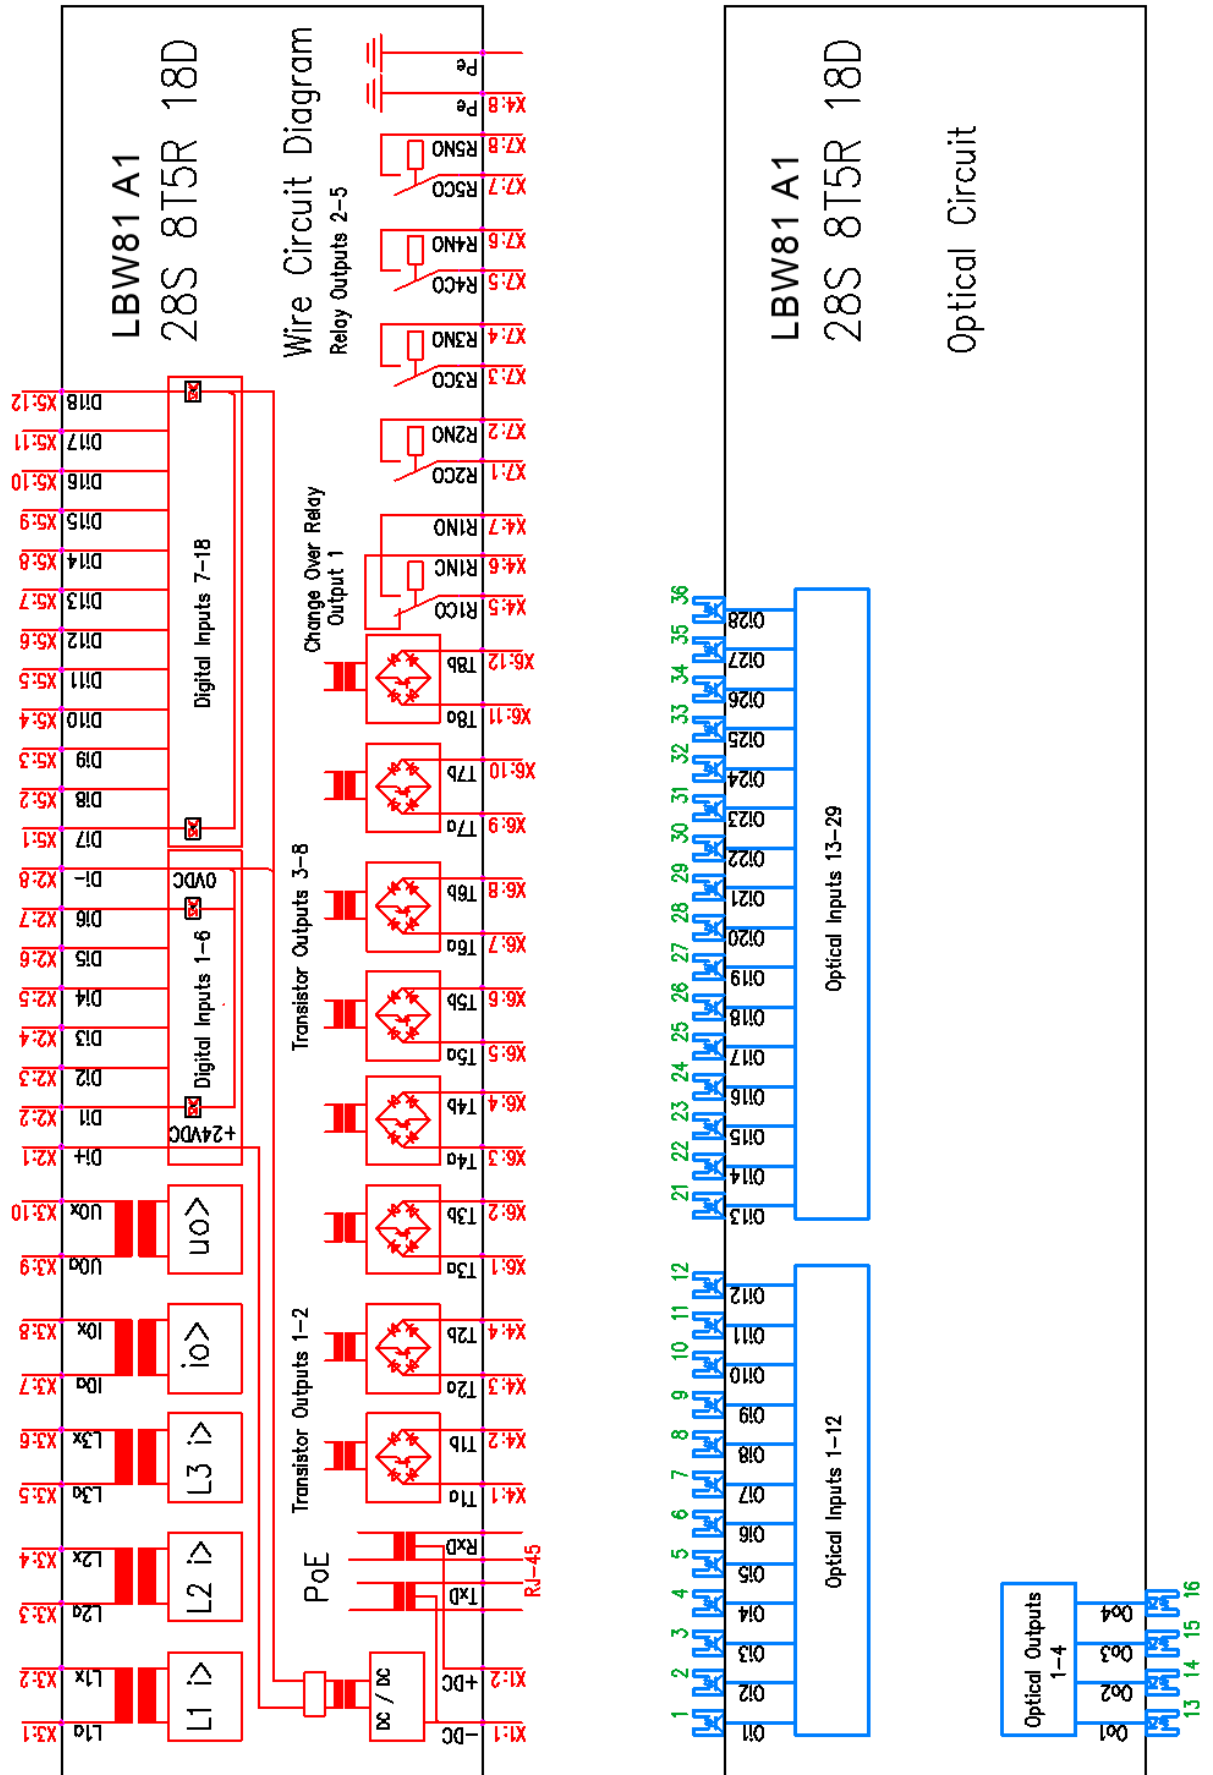 LBW81 A1
28S 8T5R 18D
Wire Circuit Diagram
Relay Outputs 2-5
X5:12 Di18
X5:11 Di17
X5:10 Di16
X5:9 Di15
X5:8 Di14
X5:7 Di13
X5:6 Di12
X5:5 Di11
X5:4 Di10
X5:3 Di9
X5:2 Di8
X5:1 Di7
Digital Inputs 7-18
X2:8 Di- 0VDC
X2:7 Di6
X2:6 Di5
X2:5 Di4
X2:4 Di3
X2:3 Di2
X2:2 Di1
X2:1 Di+ +24VDC
Digital Inputs 1-6
X3:10 U0x
X3:9 U0a
uo>
X3:8 I0x
X3:7 I0a
io>
X3:6 L3x
X3:5 L3a
L3 i>
X3:4 L2x
X3:3 L2a
L2 i>
X3:2 L1x
X3:1 L1a
L1 i>
Pe
Pe X4:8
R5NO X7:8
R5CO X7:7
R4NO X7:6
R4CO X7:5
R3NO X7:4
R3CO X7:3
R2NO X7:2
R2CO X7:1
Change Over Relay
Output 1
R1NO X4:7
R1NC X4:6
R1CO X4:5
Transistor Outputs 3-8
T8b X6:12
T8a X6:11
T7b X6:10
T7a X6:9
T6b X6:8
T6a X6:7
T5b X6:6
T5a X6:5
T4b X6:4
T4a X6:3
T3b X6:2
T3a X6:1
Transistor Outputs 1-2
T2b X4:4
T2a X4:3
T1b X4:2
T1a X4:1
PoE
RxD
TxD
RJ-45
DC / DC
+DC X1:2
-DC X1:1
LBW81 A1
28S 8T5R 18D
Optical Circuit
36 Oi28
35 Oi27
34 Oi26
33 Oi25
32 Oi24
31 Oi23
30 Oi22
29 Oi21
28 Oi20
27 Oi19
26 Oi18
25 Oi17
24 Oi16
23 Oi15
22 Oi14
21 Oi13
Optical Inputs 13-29
12 Oi12
11 Oi11
10 Oi10
9 Oi9
8 Oi8
7 Oi7
6 Oi6
5 Oi5
4 Oi4
3 Oi3
2 Oi2
1 Oi1
Optical Inputs 1-12
Optical Outputs
1-4
Oo4 16
Oo3 15
Oo2 14
Oo1 13